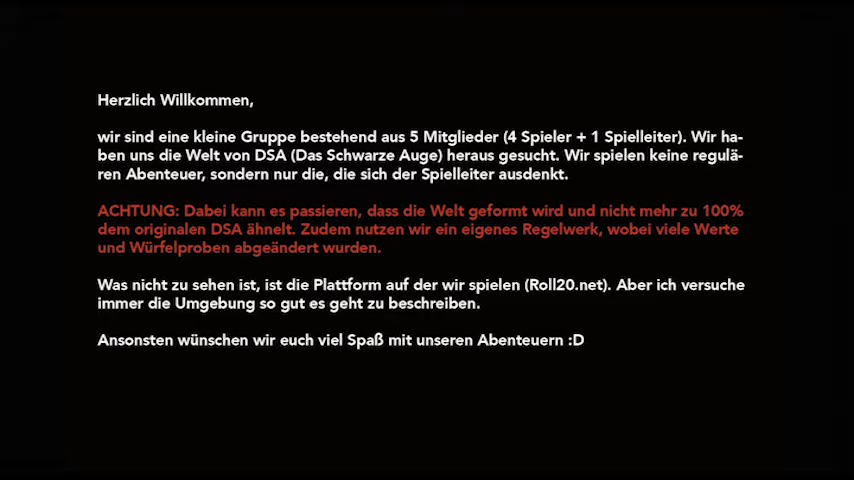 Herzlich Willkommen,
wir sind eine kleine Gruppe bestehend aus 5 Mitglieder (4 Spieler + 1 Spielleiter). Wir ha-
ben uns die Welt von DSA (Das Schwarze Auge) heraus gesucht. Wir spielen keine regulä-
ren Abenteuer, sondern nur die, die sich der Spielleiter ausdenkt.
ACHTUNG: Dabei kann es passieren, dass die Welt geformt wird und nicht mehr zu 100%
dem originalen DSA ähnelt. Zudem nutzen wir ein eigenes Regelwerk, wobei viele Werte
und Würfelproben abgeändert wurden.
Was nicht zu sehen ist, ist die Plattform auf der wir spielen (Roll20.net). Aber ich versuche
immer die Umgebung so gut es geht zu beschreiben.
Ansonsten wünschen wir euch viel Spaß mit unseren Abenteuern :D